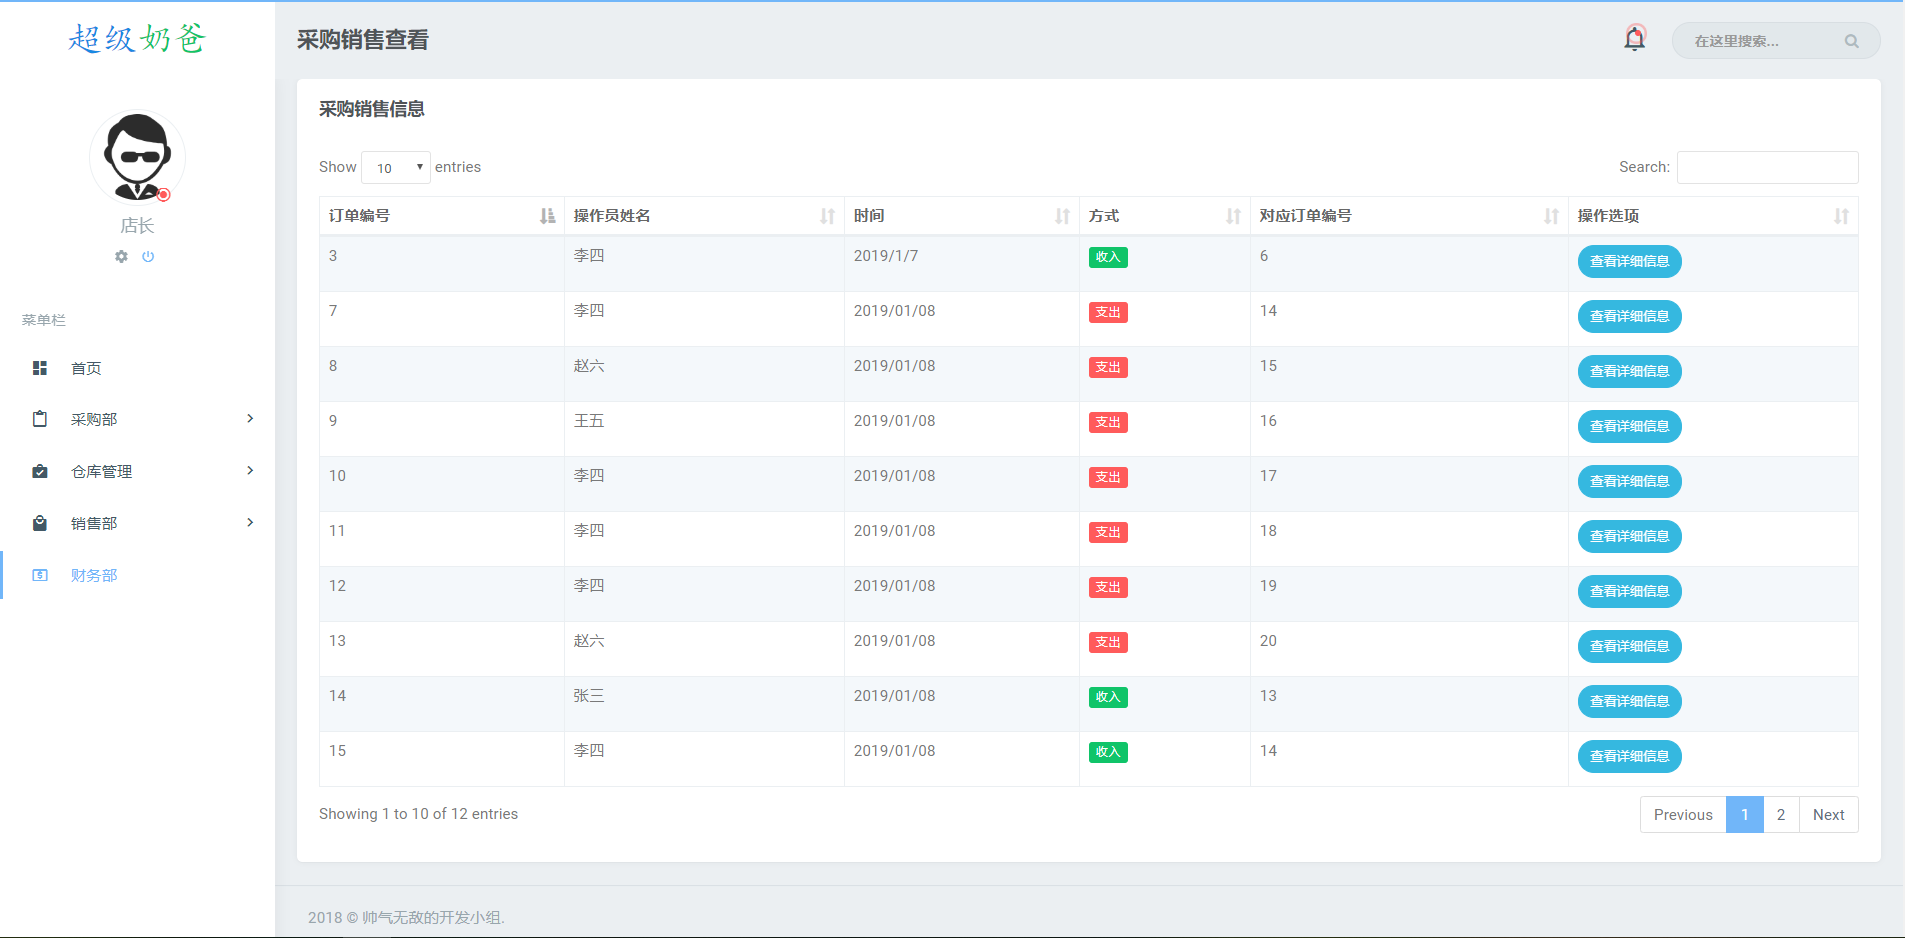 超级奶爸
采购销售查看
在这里搜索...
店长
菜单栏
首页
采购部
仓库管理
销售部
财务部
采购销售信息
Show 10 entries
Search:
订单编号 操作员姓名 时间 方式 对应订单编号 操作选项
3 李四 2019/1/7 收入 6 查看详细信息
7 李四 2019/01/08 支出 14 查看详细信息
8 赵六 2019/01/08 支出 15 查看详细信息
9 王五 2019/01/08 支出 16 查看详细信息
10 李四 2019/01/08 支出 17 查看详细信息
11 李四 2019/01/08 支出 18 查看详细信息
12 李四 2019/01/08 支出 19 查看详细信息
13 赵六 2019/01/08 支出 20 查看详细信息
14 张三 2019/01/08 收入 13 查看详细信息
15 李四 2019/01/08 收入 14 查看详细信息
Showing 1 to 10 of 12 entries
Previous 1 2 Next
2018 © 帅气无敌的开发小组.